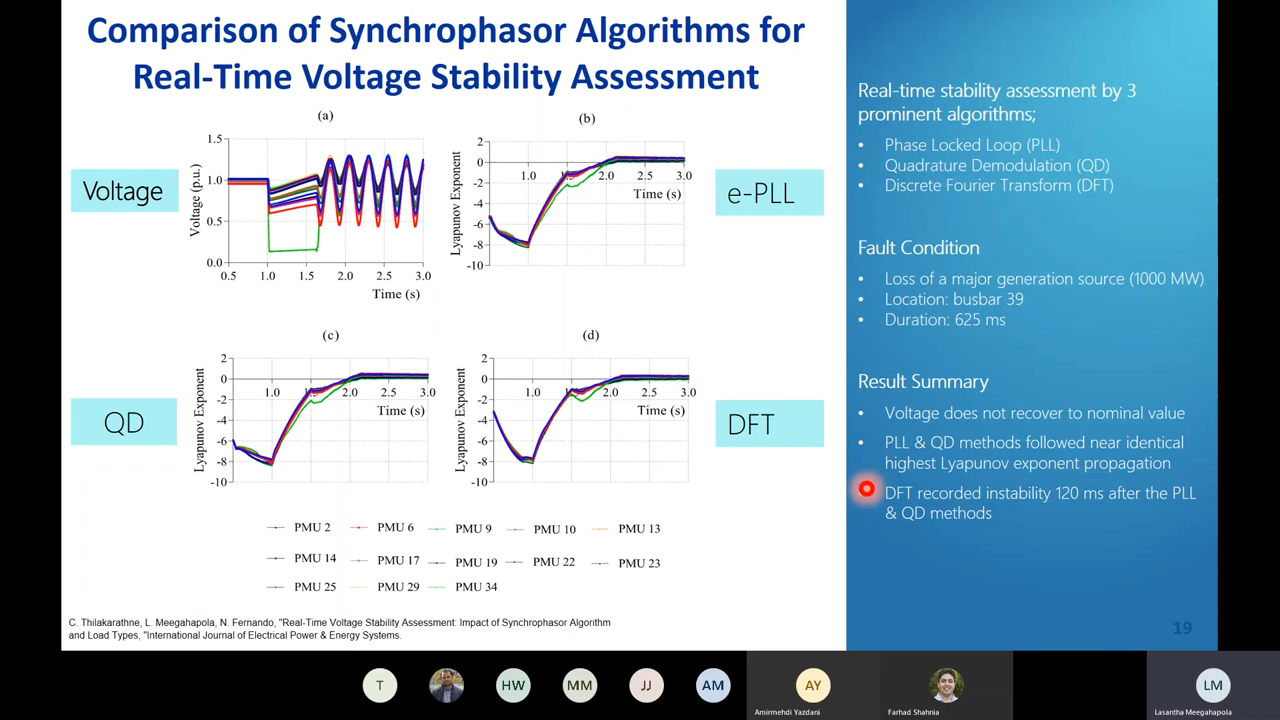 Comparison of Synchrophasor Algorithms for
Real-Time Voltage Stability Assessment
(a)
Voltage
Voltage (p.u.)
1.5
1.0
0.5
0.0
0.5 1.0 1.5 2.0 2.5 3.0
Time (s)
(b)
e-PLL
Lyapunov Exponent
2
0
-2
-4
-6
-8
-10
1.0 1.5 2.0 2.5 3.0
Time (s)
(c)
QD
Lyapunov Exponent
2
0
-2
-4
-6
-8
-10
1.0 1.5 2.0 2.5 3.0
Time (s)
(d)
DFT
Lyapunov Exponent
2
0
-2
-4
-6
-8
-10
1.0 1.5 2.0 2.5 3.0
Time (s)
PMU 2 PMU 6 PMU 9 PMU 10 PMU 13
PMU 14 PMU 17 PMU 19 PMU 22 PMU 23
PMU 25 PMU 29 PMU 34
C. Thilakarathne, L. Meegahapola, N. Fernando, "Real-Time Voltage Stability Assessment: Impact of Synchrophasor Algorithm
and Load Types, "International Journal of Electrical Power & Energy Systems.
Real-time stability assessment by 3
prominent algorithms;
• Phase Locked Loop (PLL)
• Quadrature Demodulation (QD)
• Discrete Fourier Transform (DFT)
Fault Condition
• Loss of a major generation source (1000 MW)
• Location: busbar 39
• Duration: 625 ms
Result Summary
• Voltage does not recover to nominal value
• PLL & QD methods followed near identical
highest Lyapunov exponent propagation
DFT recorded instability 120 ms after the PLL
& QD methods
19
T HW MM JJ AM AY LM
Amirmehdi Yazdani Farhad Shahnia Lasantha Meegahapola